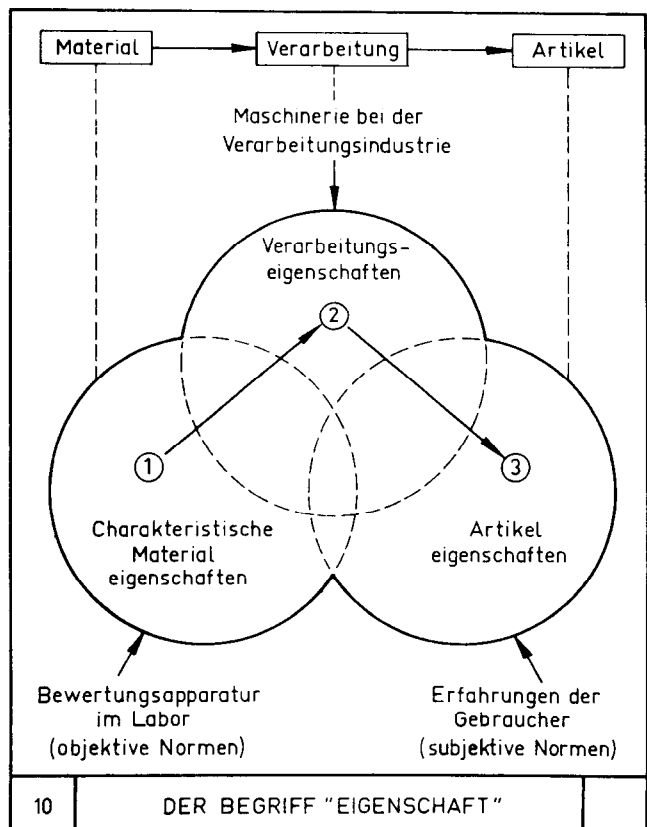 Material
Verarbeitung
Artikel
Maschinerie bei der
Verarbeitungsindustrie
Verarbeitungs-
eigenschaften
2
1
3
Charakteristische
Material
eigenschaften
Artikel
eigenschaften
Bewertungsapparatur
im Labor
(objektive Normen)
Erfahrungen der
Gebraucher
(subjektive Normen)
10
DER BEGRIFF "EIGENSCHAFT"